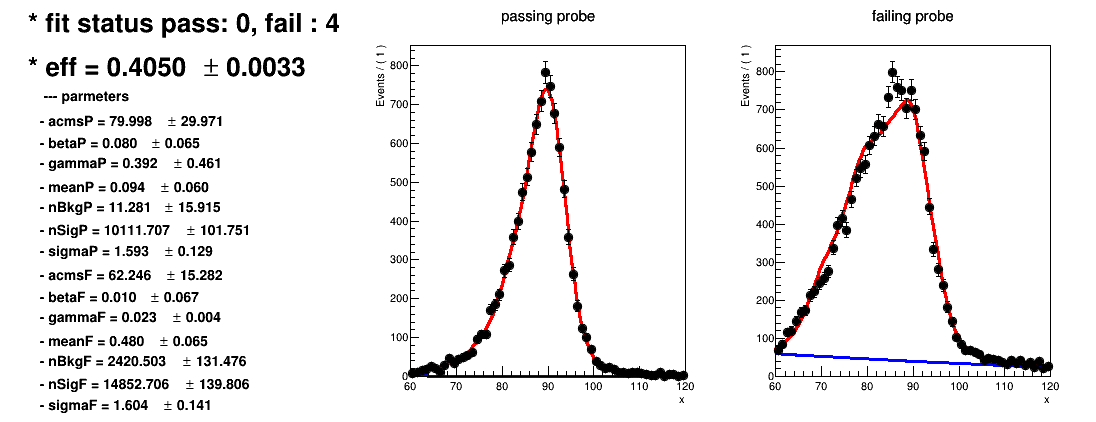 * fit status pass: 0, fail : 4
* eff = 0.4050 ± 0.0033
--- parmeters
- acmsP = 79.998 ± 29.971
- betaP = 0.080 ± 0.065
- gammaP = 0.392 ± 0.461
- meanP = 0.094 ± 0.060
- nBkgP = 11.281 ± 15.915
- nSigP = 10111.707 ± 101.751
- sigmaP = 1.593 ± 0.129
- acmsF = 62.246 ± 15.282
- betaF = 0.010 ± 0.067
- gammaF = 0.023 ± 0.004
- meanF = 0.480 ± 0.065
- nBkgF = 2420.503 ± 131.476
- nSigF = 14852.706 ± 139.806
- sigmaF = 1.604 ± 0.141
passing probe
Events / ( 1 )
800
700
600
500
400
300
200
100
0
60 70 80 90 100 110 120
x
failing probe
Events / ( 1 )
800
700
600
500
400
300
200
100
0
60 70 80 90 100 110 120
x